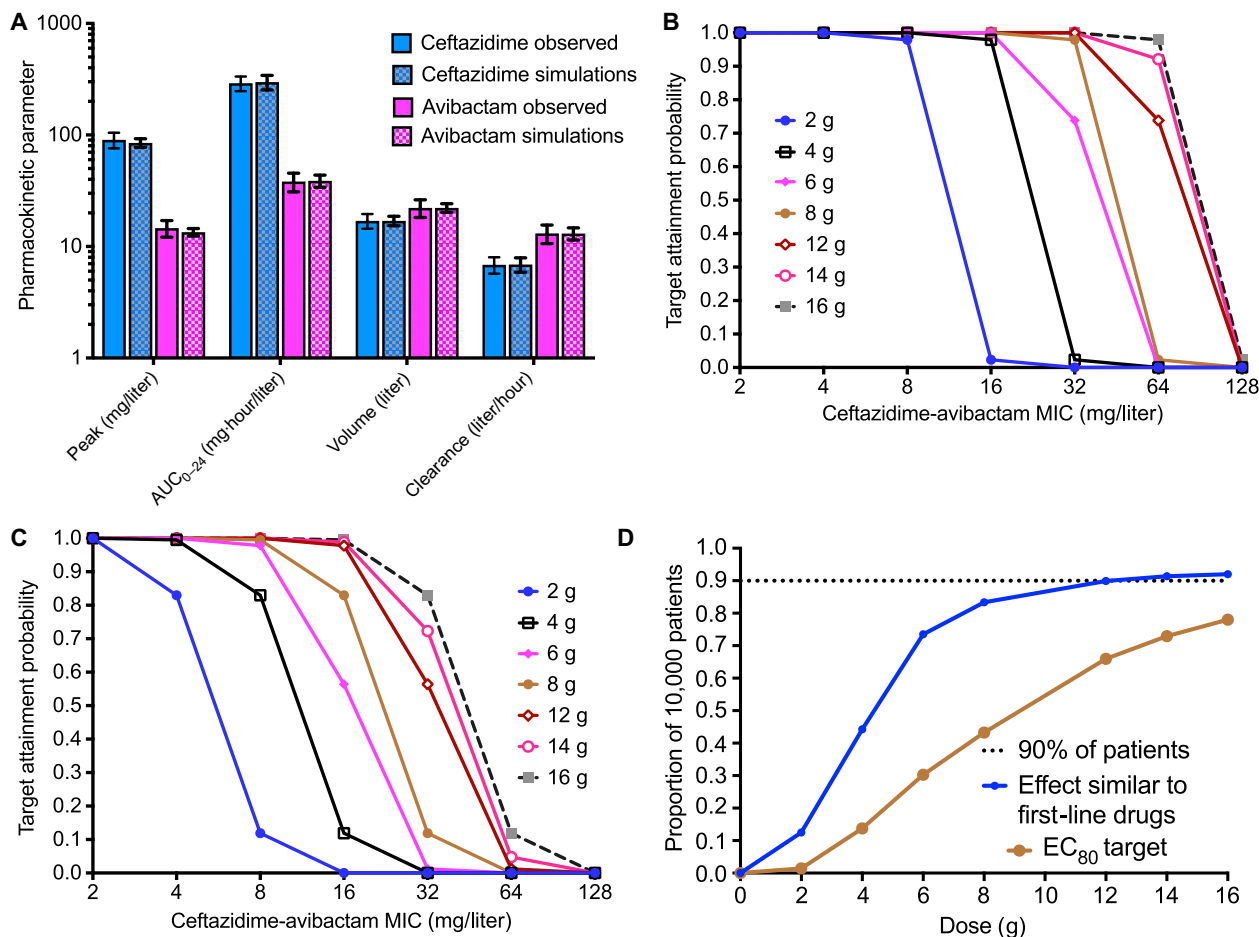 A
1000
100
10
1
Pharmacokinetic parameter
Ceftazidime observed
Ceftazidime simulations
Avibactam observed
Avibactam simulations
Peak (mg/liter)
AUC0–24 (mg·hour/liter)
Volume (liter)
Clearance (liter/hour)
B
1.0
0.9
0.8
0.7
0.6
0.5
0.4
0.3
0.2
0.1
0.0
Target attainment probability
2 g
4 g
6 g
8 g
12 g
14 g
16 g
2 4 8 16 32 64 128
Ceftazidime-avibactam MIC (mg/liter)
C
1.0
0.9
0.8
0.7
0.6
0.5
0.4
0.3
0.2
0.1
0.0
Target attainment probability
2 g
4 g
6 g
8 g
12 g
14 g
16 g
2 4 8 16 32 64 128
Ceftazidime-avibactam MIC (mg/liter)
D
1.0
0.9
0.8
0.7
0.6
0.5
0.4
0.3
0.2
0.1
0.0
Proportion of 10,000 patients
90% of patients
Effect similar to
first-line drugs
EC80 target
0 2 4 6 8 10 12 14 16
Dose (g)